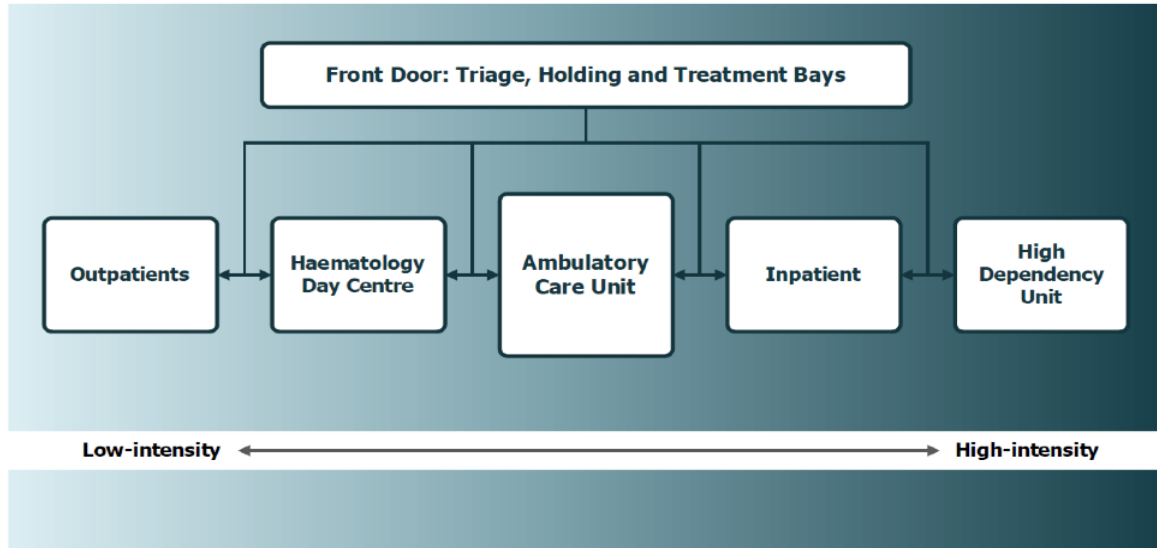 Front Door: Triage, Holding and Treatment Bays
Outpatients
Haematology
Day Centre
Ambulatory
Care Unit
Inpatient
High
Dependency
Unit
Low-intensity
High-intensity